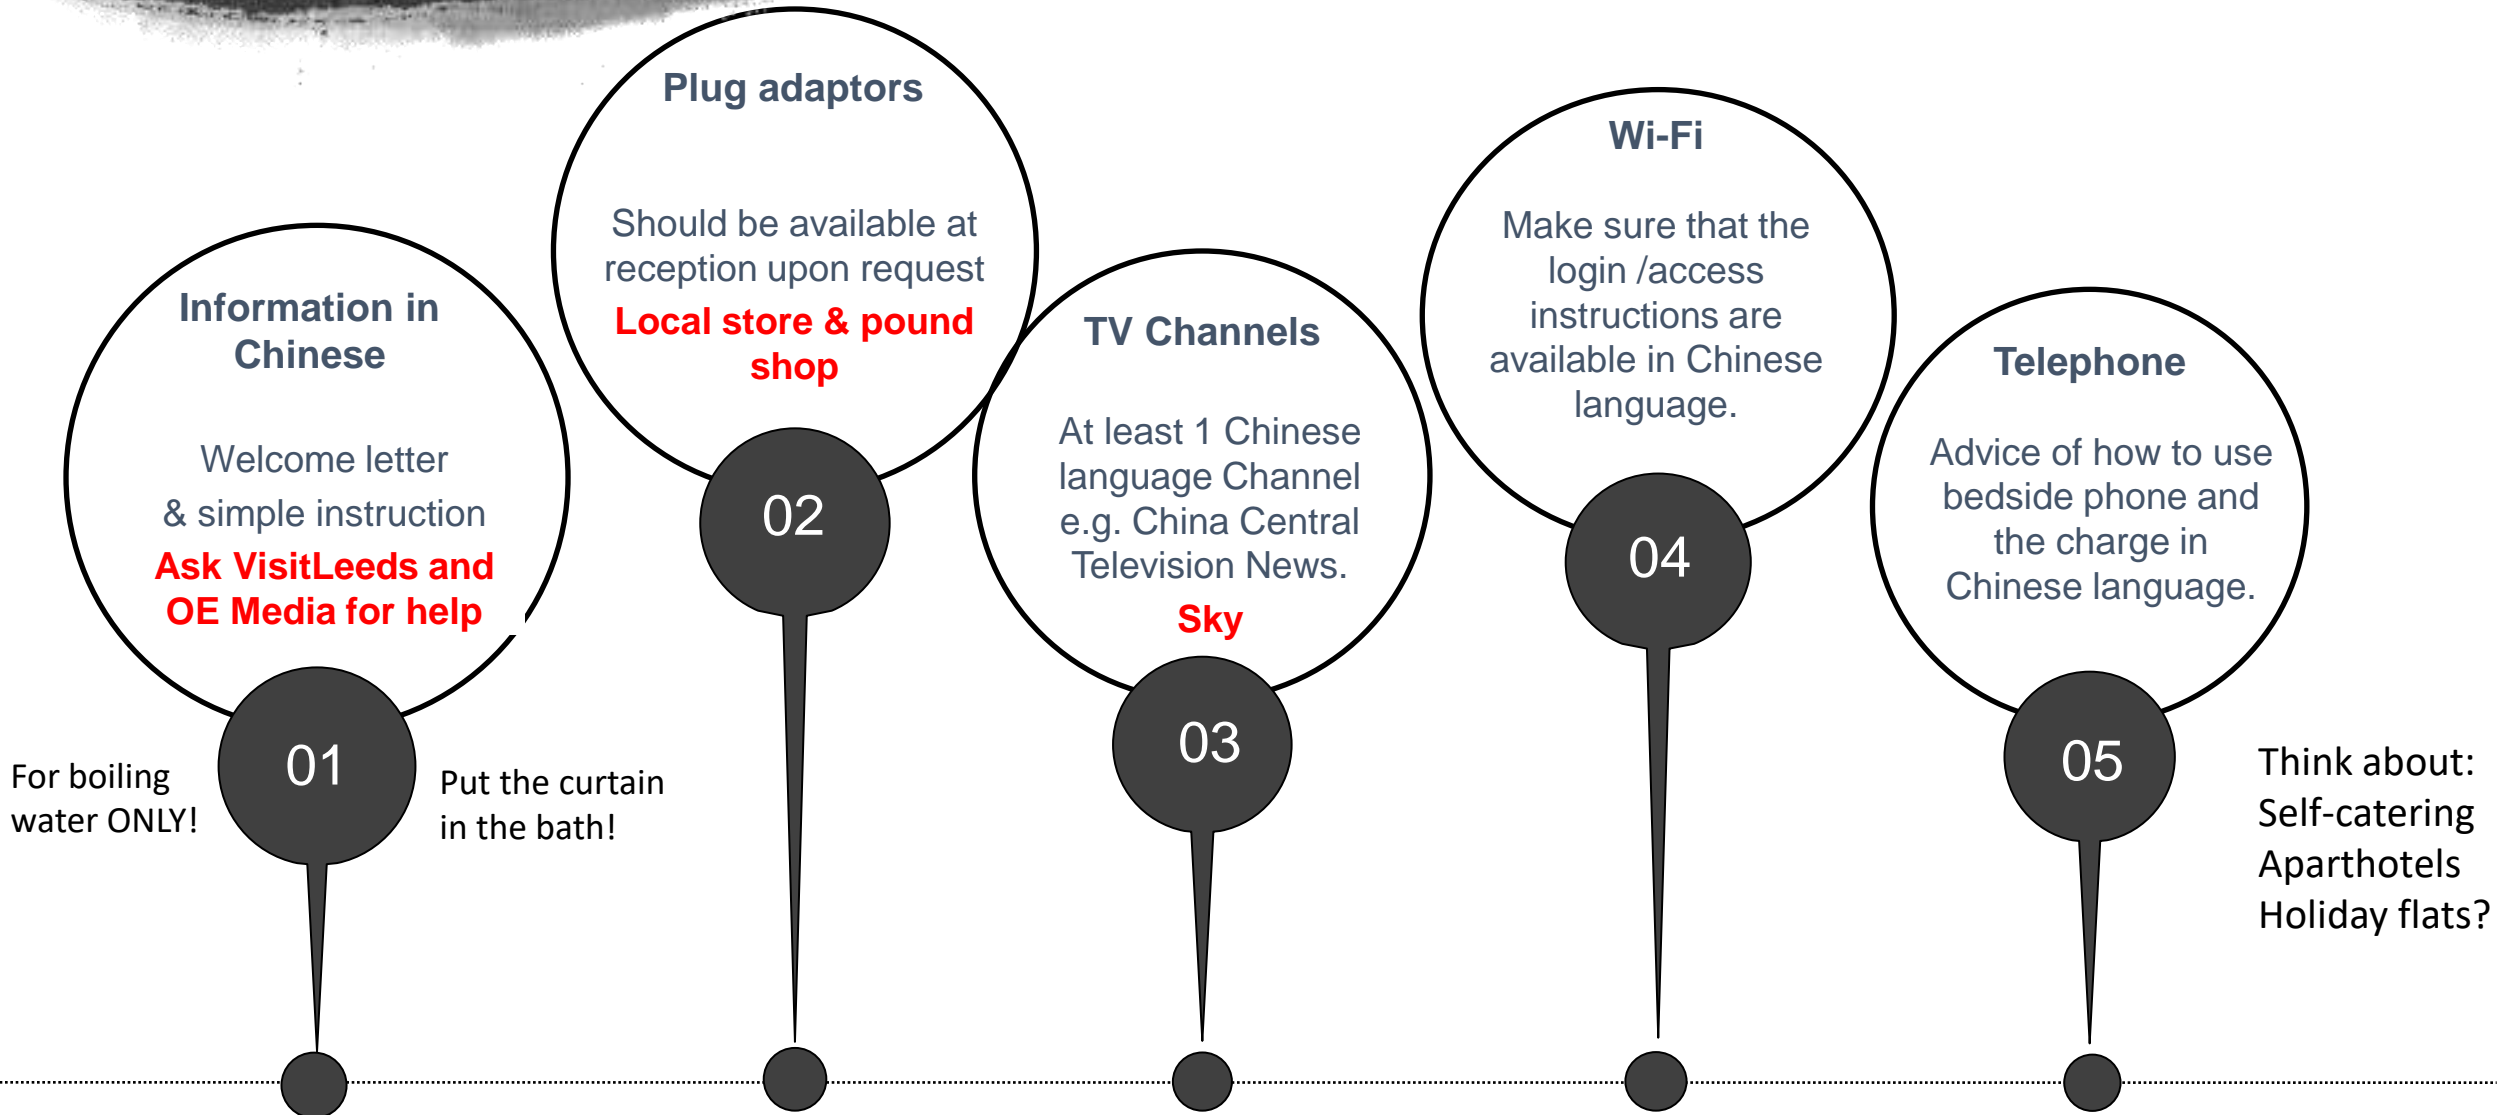 Information in
Chinese
Welcome letter
& simple instruction
Ask VisitLeeds and
OE Media for help
01
For boiling
water ONLY!
Put the curtain
in the bath!
Plug adaptors
Should be available at
reception upon request
Local store & pound
shop
02
TV Channels
At least 1 Chinese
language Channel
e.g. China Central
Television News.
Sky
03
Wi-Fi
Make sure that the
login /access
instructions are
available in Chinese
language.
04
Telephone
Advice of how to use
bedside phone and
the charge in
Chinese language.
05
Think about:
Self-catering
Aparthotels
Holiday flats?